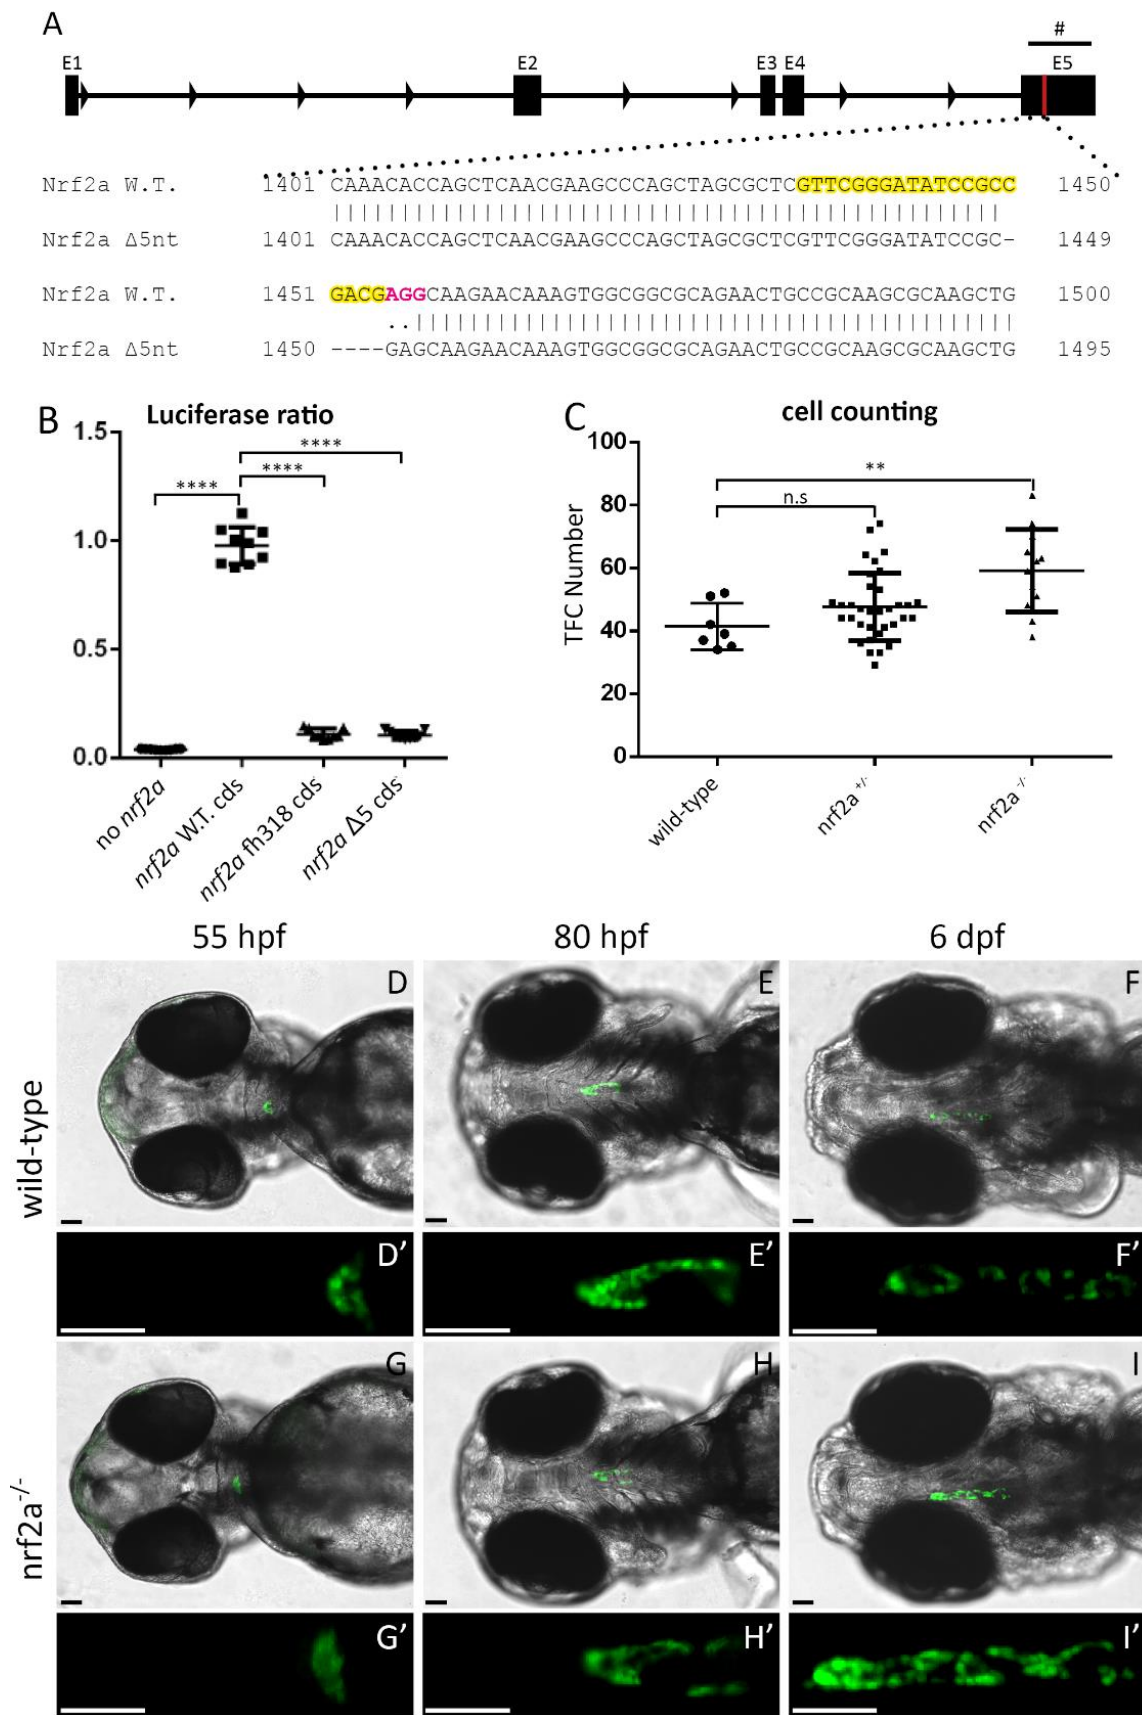 A
#
E1 E2 E3 E4 E5
Nrf2a W.T. 1401 CAAACACCAGCTCAACGAAGCCCAGCTAGCGCTCGTTCGGGATATCCGCC 1450
||||||||||||||||||||||||||||||||||||||||||||||||| 
Nrf2a Δ5nt 1401 CAAACACCAGCTCAACGAAGCCCAGCTAGCGCTCGTTCGGGATATCCGC- 1449
Nrf2a W.T. 1451 GACGAGGCAAGAACAAAGTGGCGGCGCAGAACTGCCGCAAGCGCAAGCTG 1500
..||||||||||||||||||||||||||||||||||||||||||||
Nrf2a Δ5nt 1450 ----GAGCAAGAACAAAGTGGCGGCGCAGAACTGCCGCAAGCGCAAGCTG 1495
B
Luciferase ratio
1.5
1.0
0.5
0.0
****
****
****
no nrf2a
nrf2a W.T. cds
nrf2a fh318 cds
nrf2a Δ5 cds
C
cell counting
TFC Number
100
80
60
40
20
0
**
n.s
wild-type
nrf2a +/-
nrf2a -/-
55 hpf 80 hpf 6 dpf
wild-type
D E F
D’ E’ F’
nrf2a-/-
G H I
G’ H’ I’